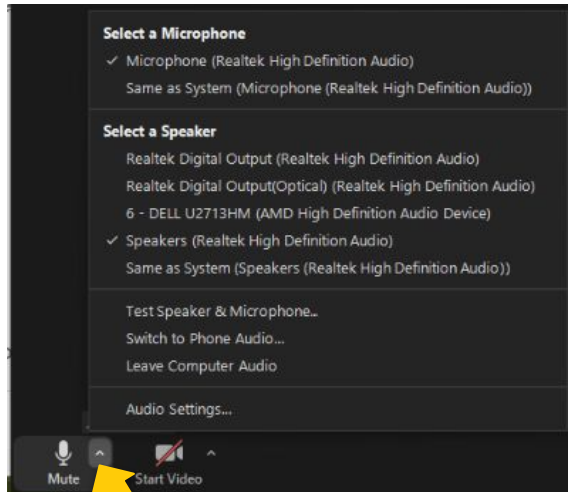 Select a Microphone
✓ Microphone (Realtek High Definition Audio)
Same as System (Microphone (Realtek High Definition Audio))
Select a Speaker
Realtek Digital Output (Realtek High Definition Audio)
Realtek Digital Output(Optical) (Realtek High Definition Audio)
6 - DELL U2713HM (AMD High Definition Audio Device)
✓ Speakers (Realtek High Definition Audio)
Same as System (Speakers (Realtek High Definition Audio))
Test Speaker & Microphone...
Switch to Phone Audio...
Leave Computer Audio
Audio Settings...
Mute Start Video